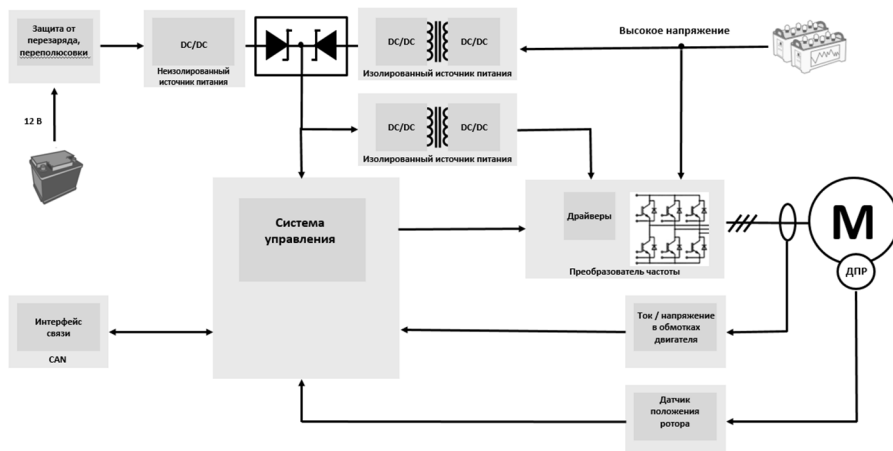 Защита от
перезаряда,
переполюсовки
DC/DC
Неизолированный
источник питания
DC/DC
DC/DC
Изолированный источник питания
Высокое напряжение
12 В
DC/DC
DC/DC
Изолированный источник питания
Система
управления
Драйверы
Преобразователь частоты
М
ДПР
Интерфейс
связи
CAN
Ток / напряжение
в обмотках
двигателя
Датчик
положения
ротора